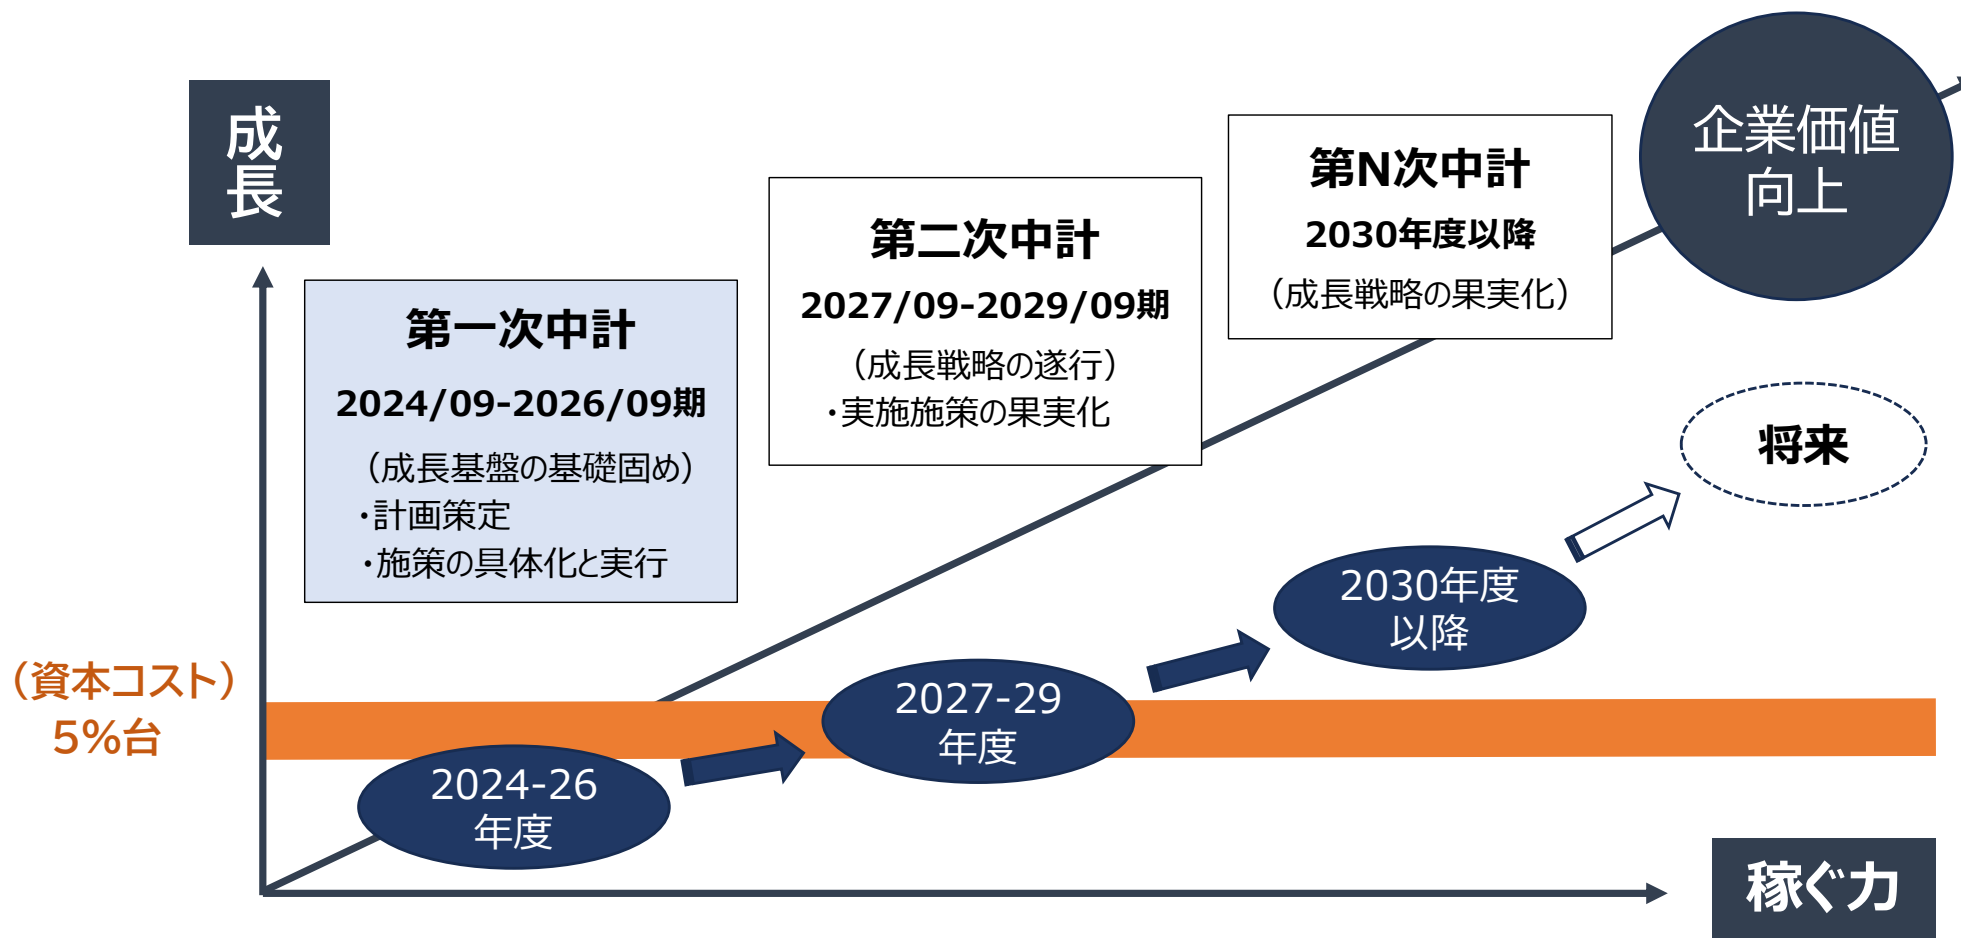 成
長
企業価値
向上
第N次中計
2030年度以降
（成長戦略の果実化）
第二次中計
2027/09-2029/09期
（成長戦略の遂行）
・実施施策の果実化
第一次中計
2024/09-2026/09期
（成長基盤の基礎固め）
・計画策定
・施策の具体化と実行
将来
2030年度
以降
（資本コスト）
5%台
2027-29
年度
2024-26
年度
稼ぐ力